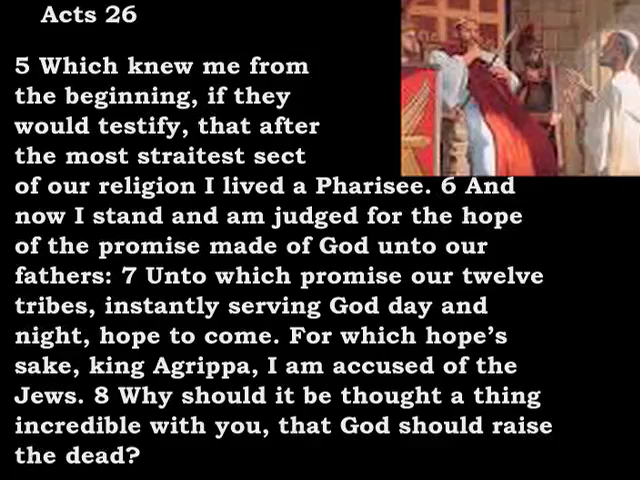 Acts 26
5 Which knew me from
the beginning, if they
would testify, that after
the most straitest sect
of our religion I lived a Pharisee. 6 And
now I stand and am judged for the hope
of the promise made of God unto our
fathers: 7 Unto which promise our twelve
tribes, instantly serving God day and
night, hope to come. For which hope’s
sake, king Agrippa, I am accused of the
Jews. 8 Why should it be thought a thing
incredible with you, that God should raise
the dead?